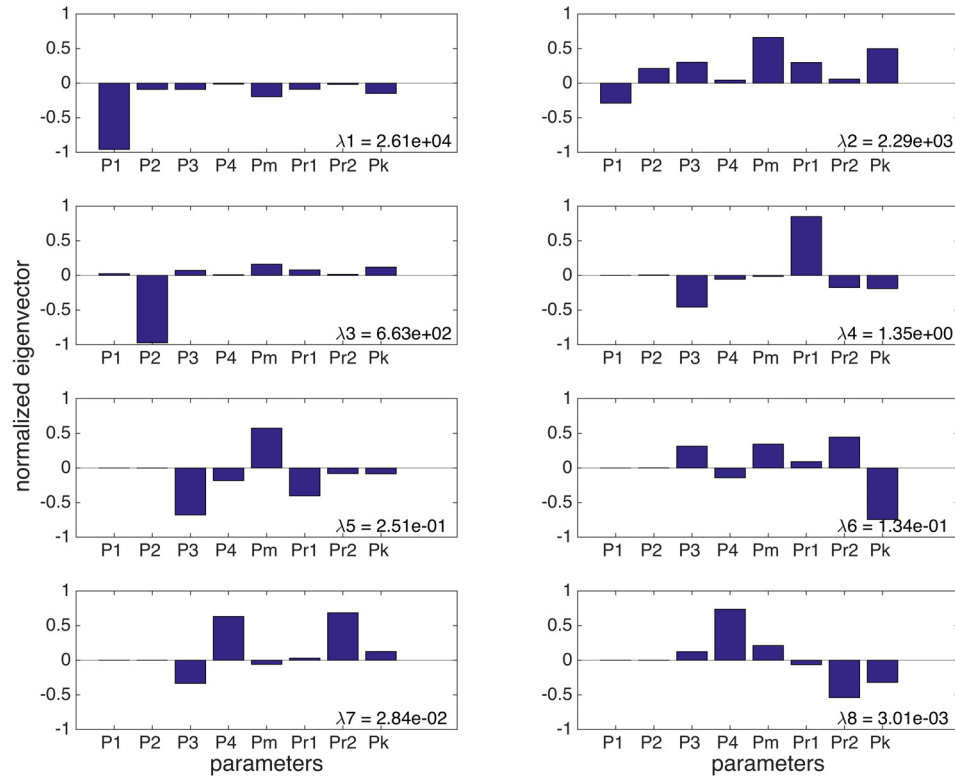 normalized eigenvector
1
0.5
0
-0.5
-1
P1 P2 P3 P4 Pm Pr1 Pr2 Pk
λ1 = 2.61e+04
1
0.5
0
-0.5
-1
P1 P2 P3 P4 Pm Pr1 Pr2 Pk
λ2 = 2.29e+03
1
0.5
0
-0.5
-1
P1 P2 P3 P4 Pm Pr1 Pr2 Pk
λ3 = 6.63e+02
1
0.5
0
-0.5
-1
P1 P2 P3 P4 Pm Pr1 Pr2 Pk
λ4 = 1.35e+00
1
0.5
0
-0.5
-1
P1 P2 P3 P4 Pm Pr1 Pr2 Pk
λ5 = 2.51e-01
1
0.5
0
-0.5
-1
P1 P2 P3 P4 Pm Pr1 Pr2 Pk
λ6 = 1.34e-01
1
0.5
0
-0.5
-1
P1 P2 P3 P4 Pm Pr1 Pr2 Pk
λ7 = 2.84e-02
parameters
1
0.5
0
-0.5
-1
P1 P2 P3 P4 Pm Pr1 Pr2 Pk
λ8 = 3.01e-03
parameters